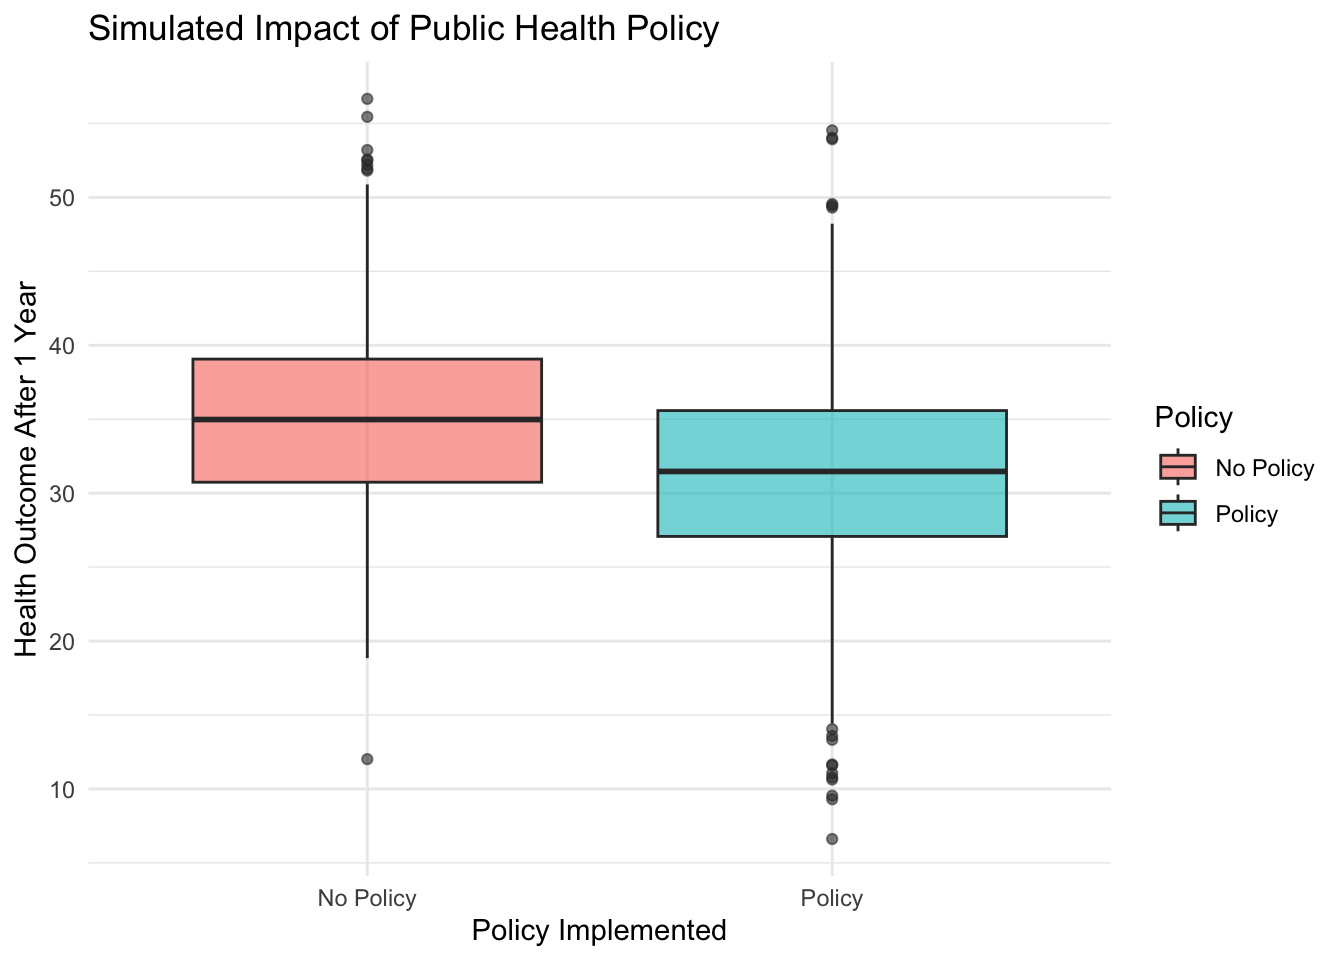 Simulated Impact of Public Health Policy
Health Outcome After 1 Year
50
40
30
20
10
No Policy
Policy
Policy Implemented
Policy
No Policy
Policy